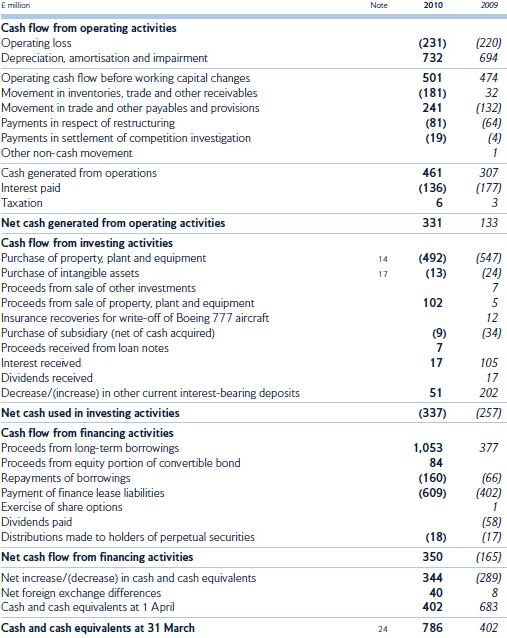 £ million Note 2010 2009
Cash flow from operating activities
Operating loss (231) (220)
Depreciation, amortisation and impairment 732 694
Operating cash flow before working capital changes 501 474
Movement in inventories, trade and other receivables (181) 32
Movement in trade and other payables and provisions 241 (132)
Payments in respect of restructuring (81) (64)
Payments in settlement of competition investigation (19) (4)
Other non-cash movement 1
Cash generated from operations 461 307
Interest paid (136) (177)
Taxation 6 3
Net cash generated from operating activities 331 133
Cash flow from investing activities
Purchase of property, plant and equipment 14 (492) (547)
Purchase of intangible assets 17 (13) (24)
Proceeds from sale of other investments 7
Proceeds from sale of property, plant and equipment 102 5
Insurance recoveries for write-off of Boeing 777 aircraft 12
Purchase of subsidiary (net of cash acquired) (9) (34)
Proceeds received from loan notes 7
Interest received 17 105
Dividends received 17
Decrease/(increase) in other current interest-bearing deposits 51 202
Net cash used in investing activities (337) (257)
Cash flow from financing activities
Proceeds from long-term borrowings 1,053 377
Proceeds from equity portion of convertible bond 84
Repayments of borrowings (160) (66)
Payment of finance lease liabilities (609) (402)
Exercise of share options 1
Dividends paid (58)
Distributions made to holders of perpetual securities (18) (17)
Net cash flow from financing activities 350 (165)
Net increase/(decrease) in cash and cash equivalents 344 (289)
Net foreign exchange differences 40 8
Cash and cash equivalents at 1 April 402 683
Cash and cash equivalents at 31 March 24 786 402